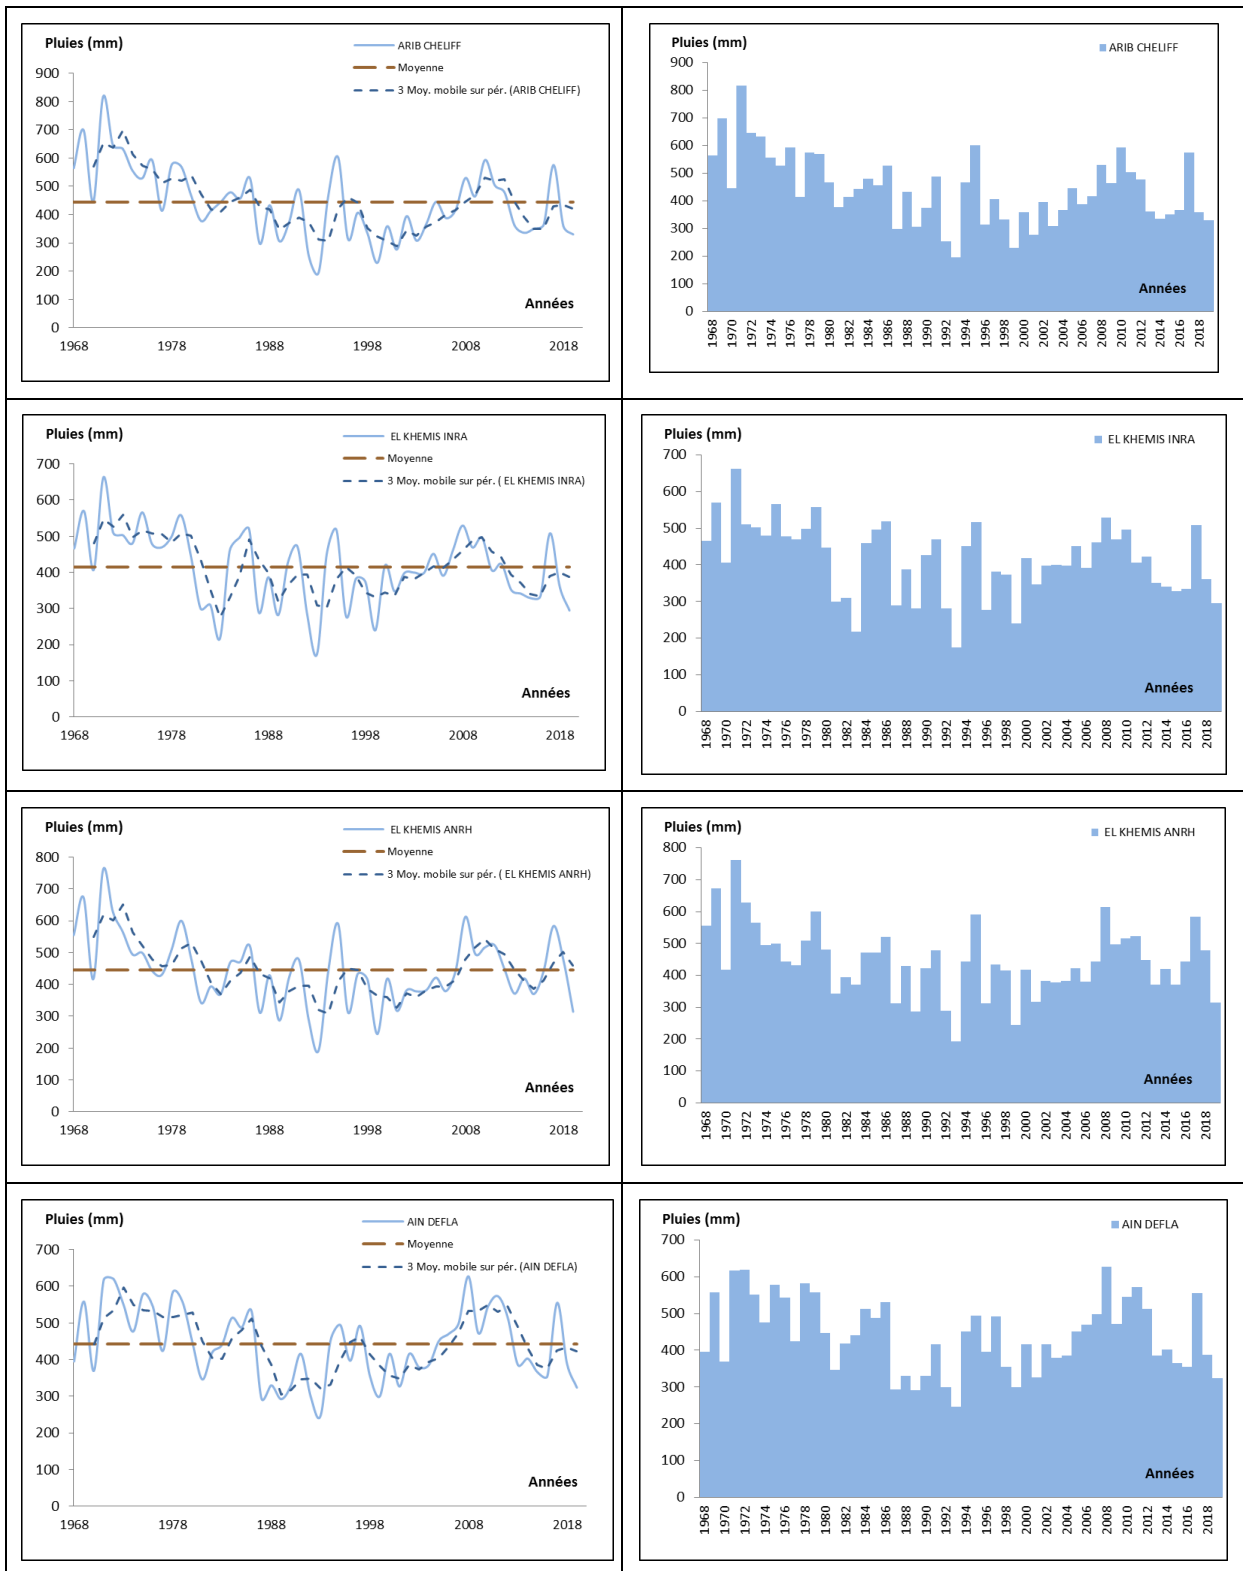 Pluies (mm)
ARIB CHELIFF
Moyenne
3 Moy. mobile sur pér. (ARIB CHELIFF)
900
800
700
600
500
400
300
200
100
0
Années
1968 1978 1988 1998 2008 2018
Pluies (mm)
ARIB CHELIFF
900
800
700
600
500
400
300
200
100
0
Années
1968 1970 1972 1974 1976 1978 1980 1982 1984 1986 1988 1990 1992 1994 1996 1998 2000 2002 2004 2006 2008 2010 2012 2014 2016 2018
Pluies (mm)
EL KHEMIS INRA
Moyenne
3 Moy. mobile sur pér. ( EL KHEMIS INRA)
700
600
500
400
300
200
100
0
Années
1968 1978 1988 1998 2008 2018
Pluies (mm)
EL KHEMIS INRA
700
600
500
400
300
200
100
0
Années
1968 1970 1972 1974 1976 1978 1980 1982 1984 1986 1988 1990 1992 1994 1996 1998 2000 2002 2004 2006 2008 2010 2012 2014 2016 2018
Pluies (mm)
EL KHEMIS ANRH
Moyenne
3 Moy. mobile sur pér. ( EL KHEMIS ANRH)
800
700
600
500
400
300
200
100
0
Années
1968 1978 1988 1998 2008 2018
Pluies (mm)
EL KHEMIS ANRH
800
700
600
500
400
300
200
100
0
Années
1968 1970 1972 1974 1976 1978 1980 1982 1984 1986 1988 1990 1992 1994 1996 1998 2000 2002 2004 2006 2008 2010 2012 2014 2016 2018
Pluies (mm)
AIN DEFLA
Moyenne
3 Moy. mobile sur pér. (AIN DEFLA)
700
600
500
400
300
200
100
0
Années
1968 1978 1988 1998 2008 2018
Pluies (mm)
AIN DEFLA
700
600
500
400
300
200
100
0
Années
1968 1970 1972 1974 1976 1978 1980 1982 1984 1986 1988 1990 1992 1994 1996 1998 2000 2002 2004 2006 2008 2010 2012 2014 2016 2018